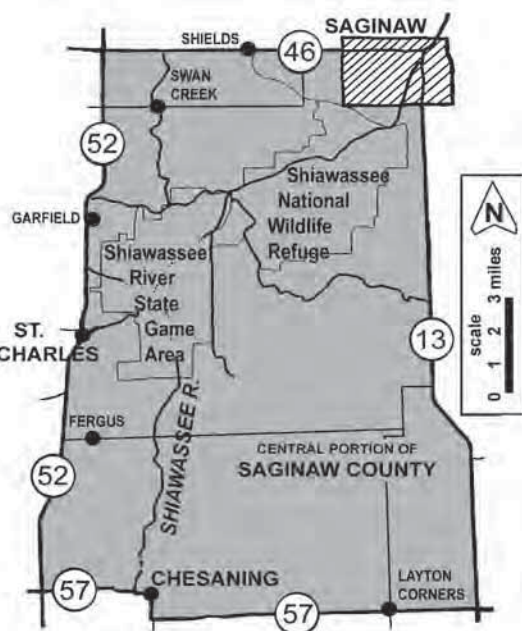 SAGINAW
SHIELDS
46
SWAN
CREEK
52
Shiawassee
National
Wildlife
Refuge
N
GARFIELD
Shiawassee
River
State
Game
Area
scale
0 1 2 3 miles
ST.
CHARLES
13
FERGUS
SHIAWASSEE R.
CENTRAL PORTION OF
SAGINAW COUNTY
52
57
CHESANING
LAYTON
CORNERS
57